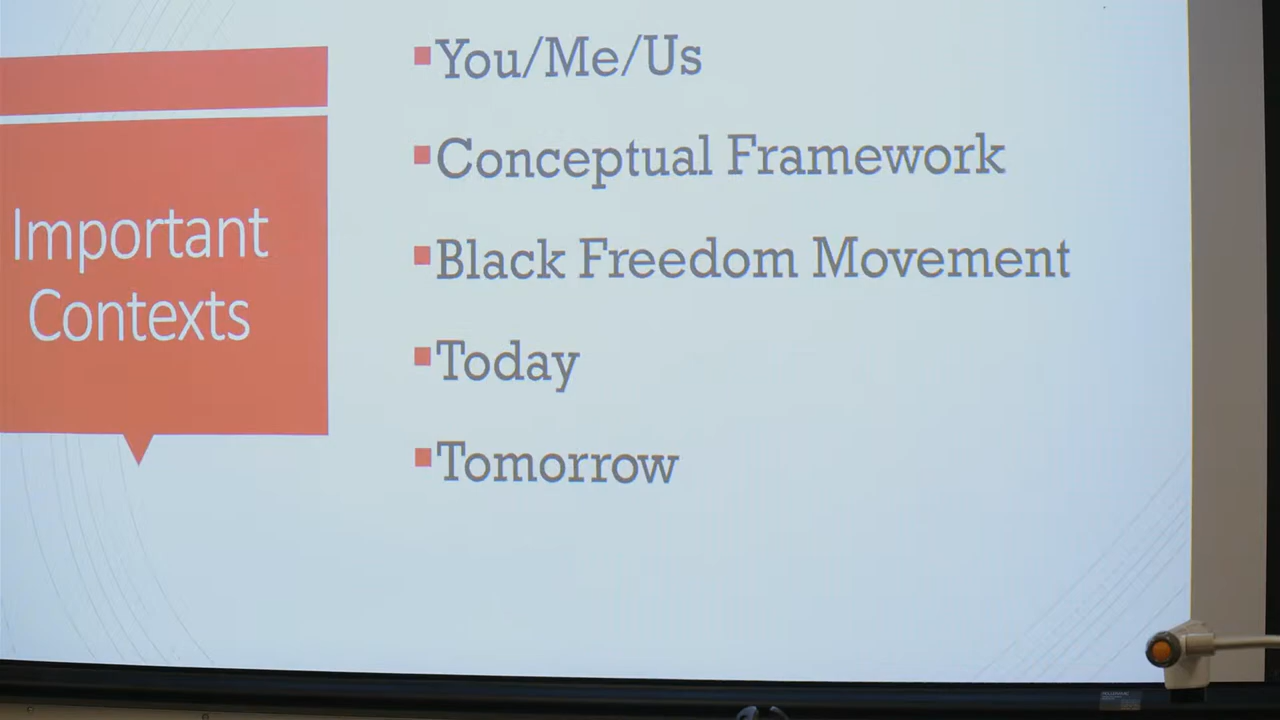 Important
Contexts
You/Me/Us
Conceptual Framework
Black Freedom Movement
Today
Tomorrow